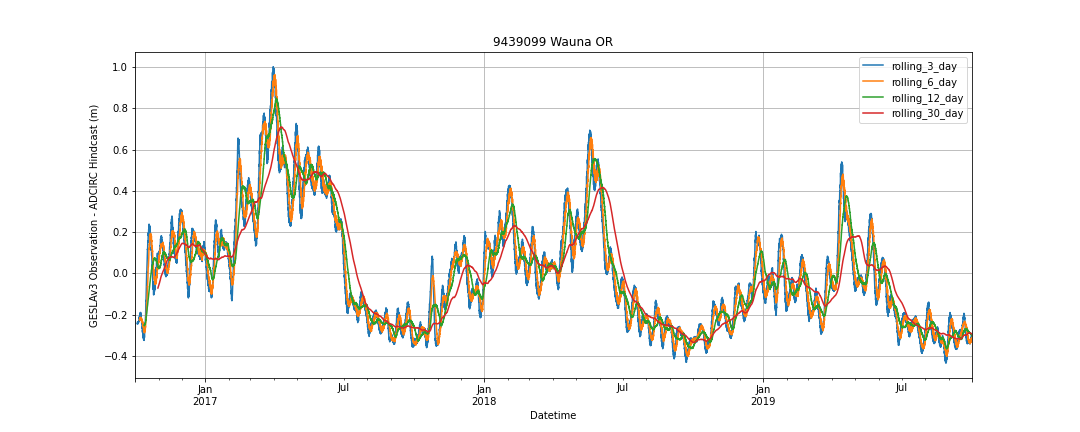 9439099 Wauna OR
GESLAv3 Observation - ADCIRC Hindcast (m)
1.0
0.8
0.6
0.4
0.2
0.0
−0.2
−0.4
rolling_3_day
rolling_6_day
rolling_12_day
rolling_30_day
Jan
2017
Jul
Jan
2018
Jul
Jan
2019
Jul
Datetime